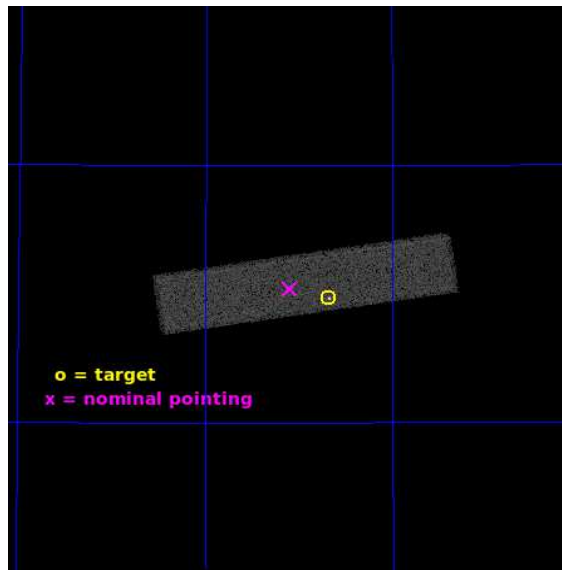 o = target
x = nominal pointing